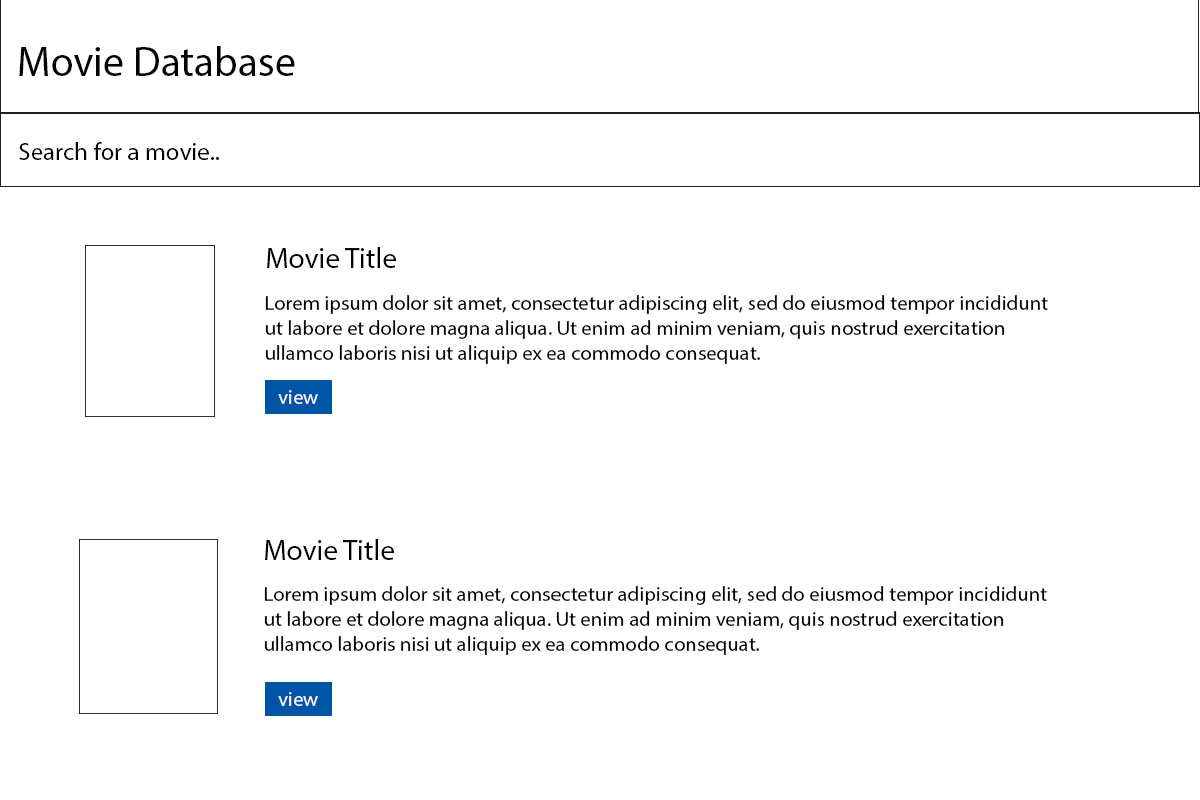 Movie Database
Search for a movie..
Movie Title
Lorem ipsum dolor sit amet, consectetur adipiscing elit, sed do eiusmod tempor incididunt
ut labore et dolore magna aliqua. Ut enim ad minim veniam, quis nostrud exercitation
ullamco laboris nisi ut aliquip ex ea commodo consequat.
view
Movie Title
Lorem ipsum dolor sit amet, consectetur adipiscing elit, sed do eiusmod tempor incididunt
ut labore et dolore magna aliqua. Ut enim ad minim veniam, quis nostrud exercitation
ullamco laboris nisi ut aliquip ex ea commodo consequat.
view